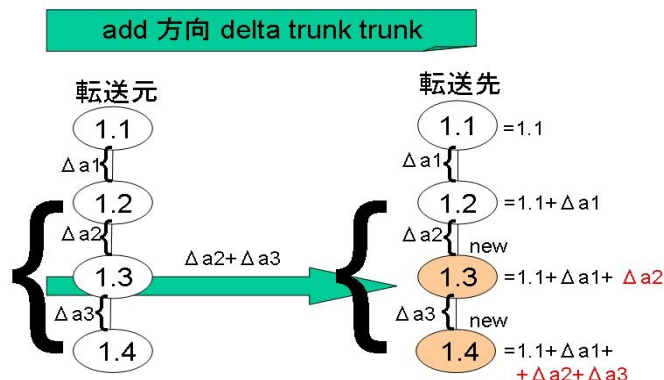 add 方向 delta trunk trunk
転送元
転送先
1.1
1.1 =1.1
Δa1{
Δa1{
1.2
1.2 =1.1+Δa1
Δa2{
Δa2{ new
Δa2+Δa3
1.3
1.3 =1.1+Δa1+ Δa2
Δa3{
Δa3{ new
1.4
1.4 =1.1+Δa1+
+Δa2+Δa3